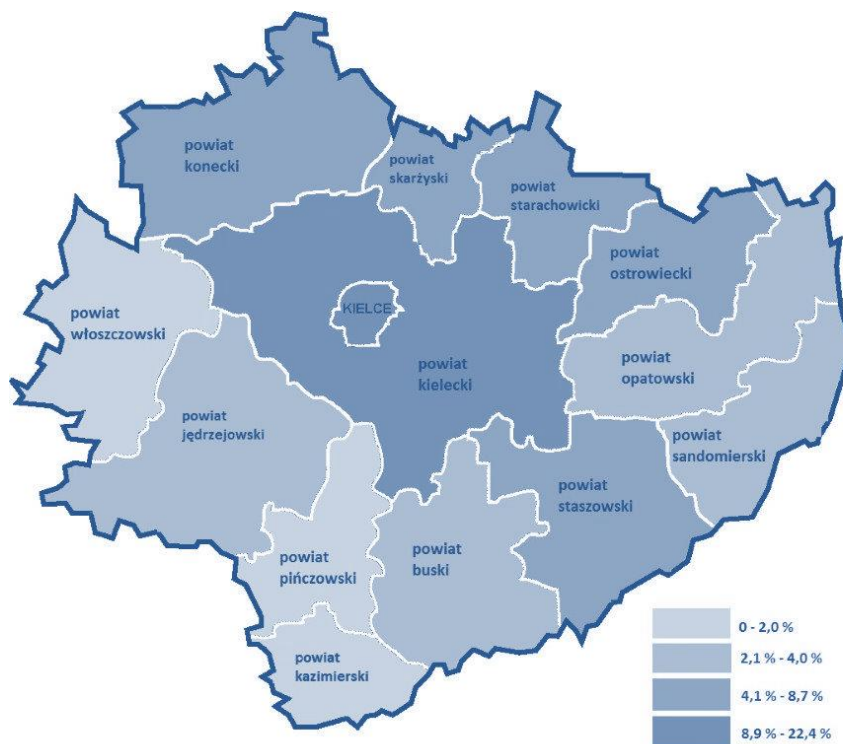 powiat
konecki
powiat
skarżyski
powiat
starachowicki
powiat
ostrowiecki
KIELCE
powiat
włoszczowski
powiat
kielecki
powiat
opatowski
powiat
jędrzejowski
powiat
sandomierski
powiat
staszowski
powiat
pińczowski
powiat
buski
powiat
kazimierski
0 - 2,0 %
2,1 % - 4,0 %
4,1 % - 8,7 %
8,9 % - 22,4 %